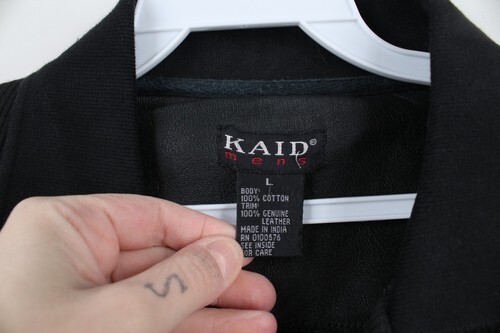 KAID®
mens
L
BODY:
100% COTTON
TRIM:
100% GENUINE
LEATHER
MADE IN INDIA
RN 0100576
SEE INSIDE
FOR CARE